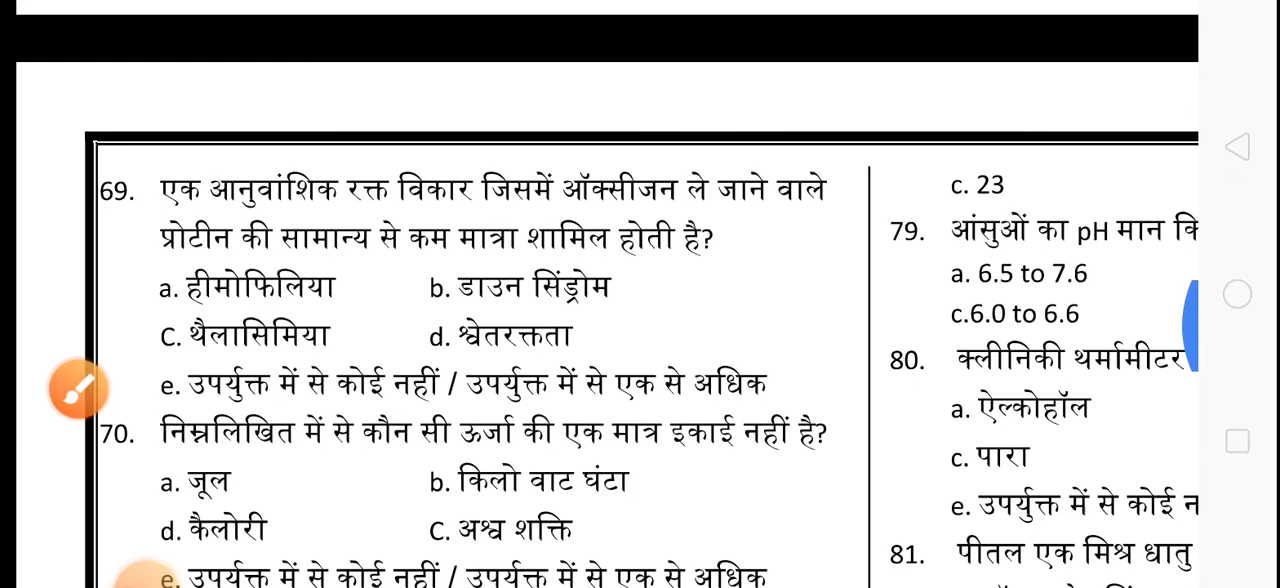 69. एक आनुवांशिक रक्त विकार जिसमें ऑक्सीजन ले जाने वाले
प्रोटीन की सामान्य से कम मात्रा शामिल होती है?
a. हीमोफिलिया b. डाउन सिंड्रोम
C. थैलासिमिया d. श्वेतरक्तता
e. उपर्युक्त में से कोई नहीं / उपर्युक्त में से एक से अधिक
70. निम्नलिखित में से कौन सी ऊर्जा की एक मात्र इकाई नहीं है?
a. जूल b. किलो वाट घंटा
d. कैलोरी C. अश्व शक्ति
e. उपर्युक्त में से कोई नहीं / उपर्युक्त में से एक से अधिक
c. 23
79. आंसुओं का pH मान कि
a. 6.5 to 7.6
c.6.0 to 6.6
80. क्लीनिकी थर्मामीटर
a. ऐल्कोहॉल
c. पारा
e. उपर्युक्त में से कोई न
81. पीतल एक मिश्र धातु